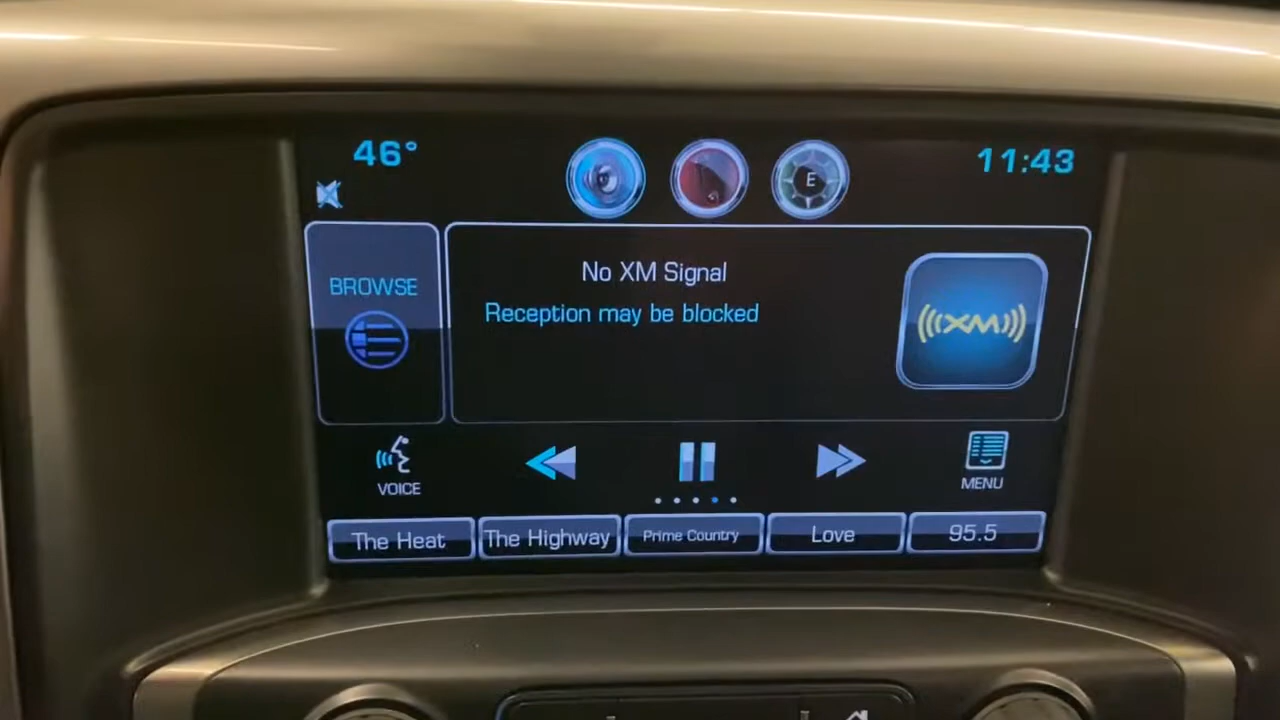 46°
E
11:43
BROWSE
No XM Signal
Reception may be blocked
XM
VOICE
MENU
The Heat
The Highway
Prime Country
Love
95.5